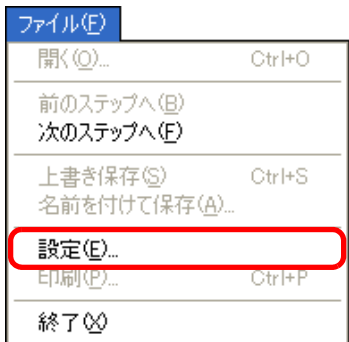 ファイル(F)
開く(O)... Ctrl+O
前のステップへ(B)
次のステップへ(F)
上書き保存(S) Ctrl+S
名前を付けて保存(A)...
設定(E)...
印刷(P)... Ctrl+P
終了(X)